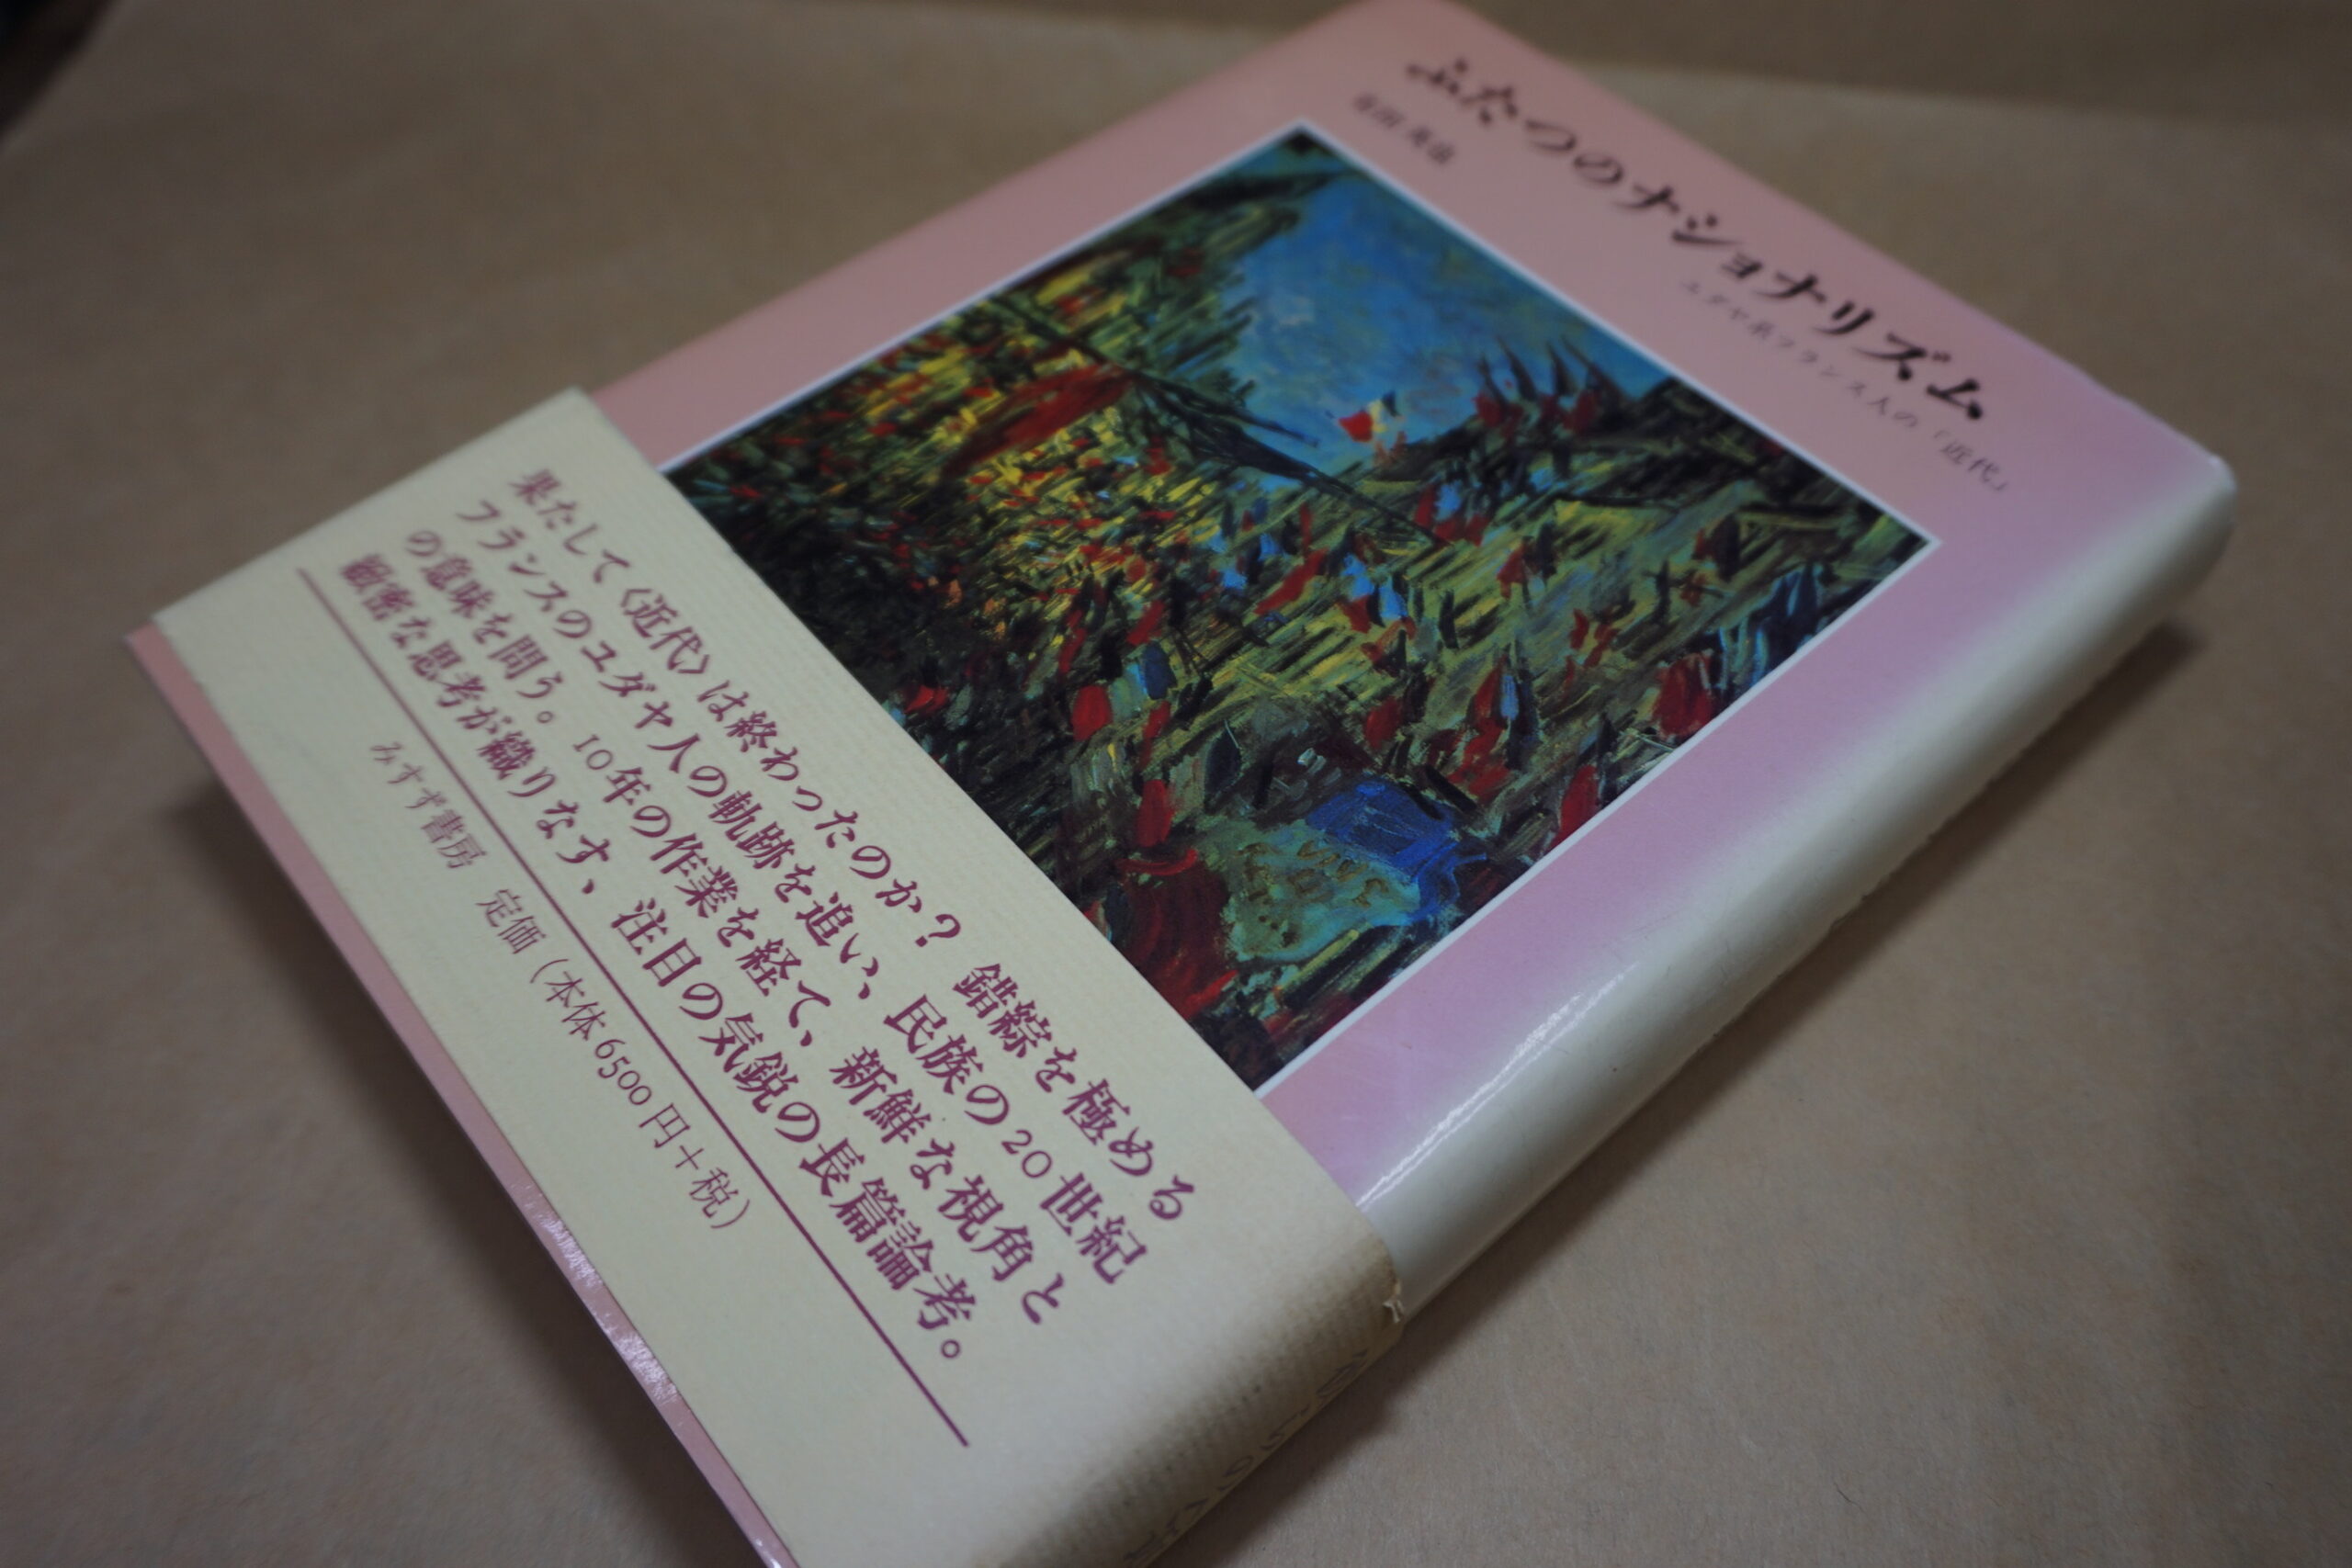 ふたつのナショナリズム
ユダヤ系フランス人の「近代」
果たして〈近代〉は終わったのか? 錯綜を極める
フランスのユダヤ人の軌跡を追い、民族の20世紀
の意味を問う。10年の作業を経て、新鮮な視角と
緻密な思考が織りなす、注目の気鋭の長篇論考。
みすず書房 定価(本体6500円+税)